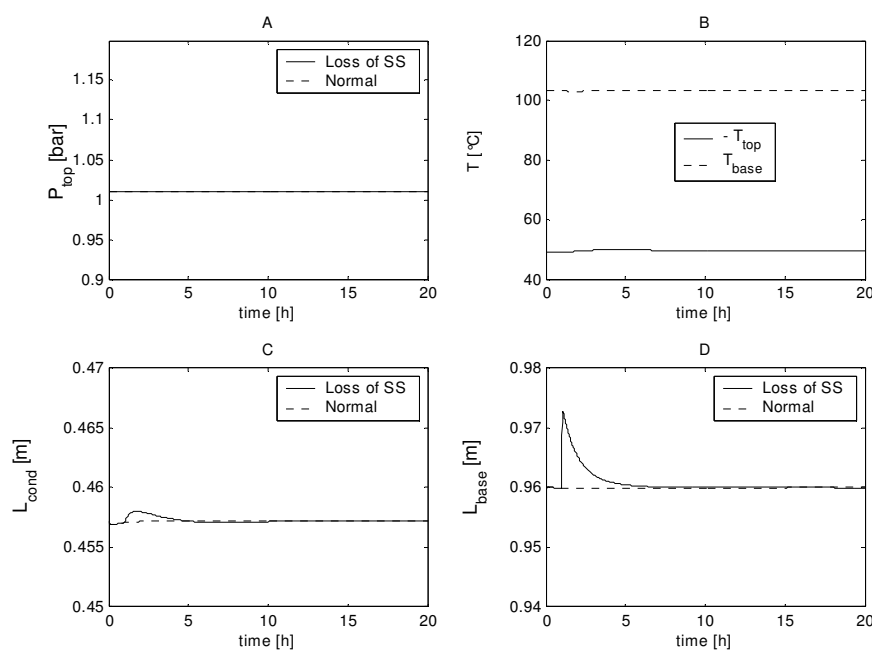 A
1.15
1.1
1.05
1
0.95
0.9
P_top [bar]
Loss of SS
Normal
0 5 10 15 20
time [h]
B
120
100
80
60
40
T [°C]
- T_top
T_base
0 5 10 15 20
time [h]
C
0.47
0.465
0.46
0.455
0.45
L_cond [m]
Loss of SS
Normal
0 5 10 15 20
time [h]
D
0.98
0.97
0.96
0.95
0.94
L_base [m]
Loss of SS
Normal
0 5 10 15 20
time [h]